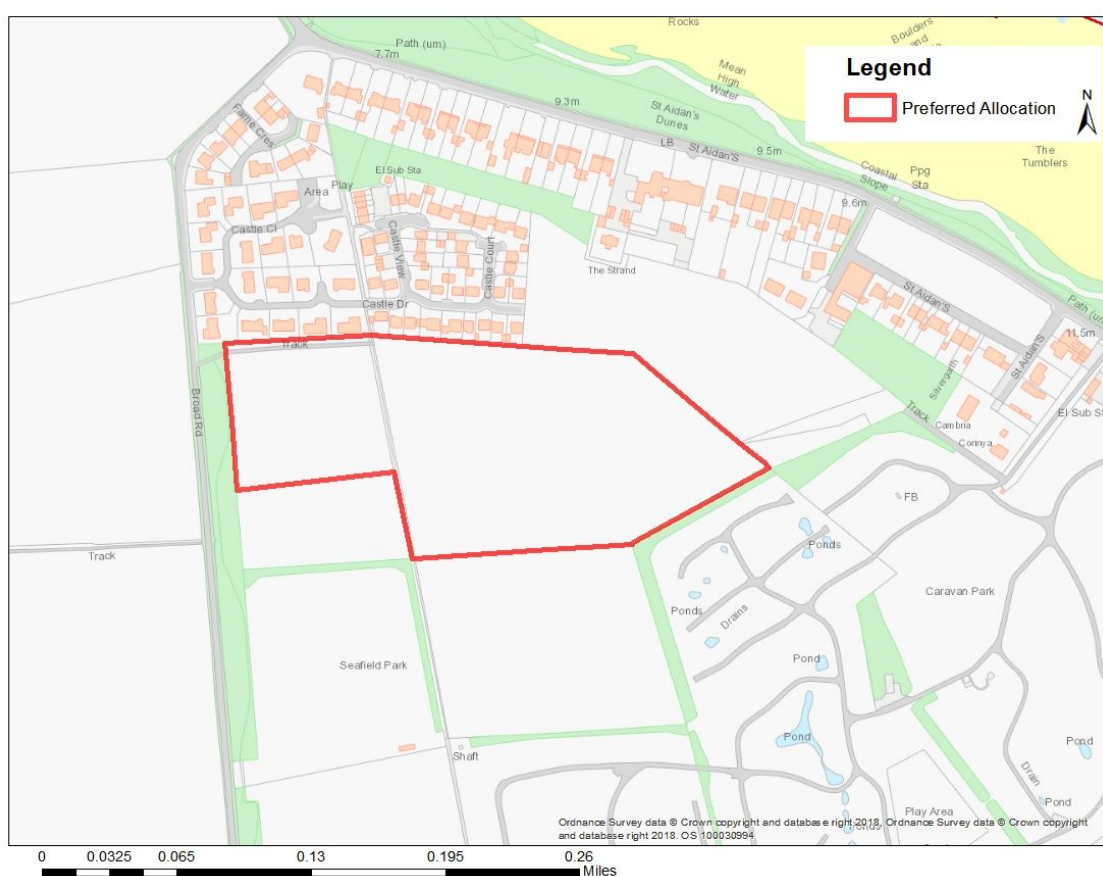 Rocks
Boulders
Path (um)
7.7m
Mean
High
Water
Legend
Preferred Allocation
N
9.3m
St Aidan's
Dunes
LB
St Aidan'S
9.5m
The
Tumblers
Coastal
Slope
Ppg
Sta
9.6m
Farne Cres
El Sub Sta
Play
Area
Castle Cl
Castle View
Castle Court
The Strand
Castle Dr
St Aidan'S
Path (um)
11.5m
St Aidan'S
Silvergarth
El Sub St
Track
Broad Rd
Track
Cambria
Corinya
FB
Track
Ponds
Caravan Park
Ponds
Drains
Pond
Seafield Park
Pond
Shaft
Pond
Drain
Pond
Play Area
Ponds
Ordnance Survey data © Crown copyright and database right 2018. Ordnance Survey data © Crown copyright
and database right 2018. OS 100030994
0 0.0325 0.065 0.13 0.195 0.26
Miles